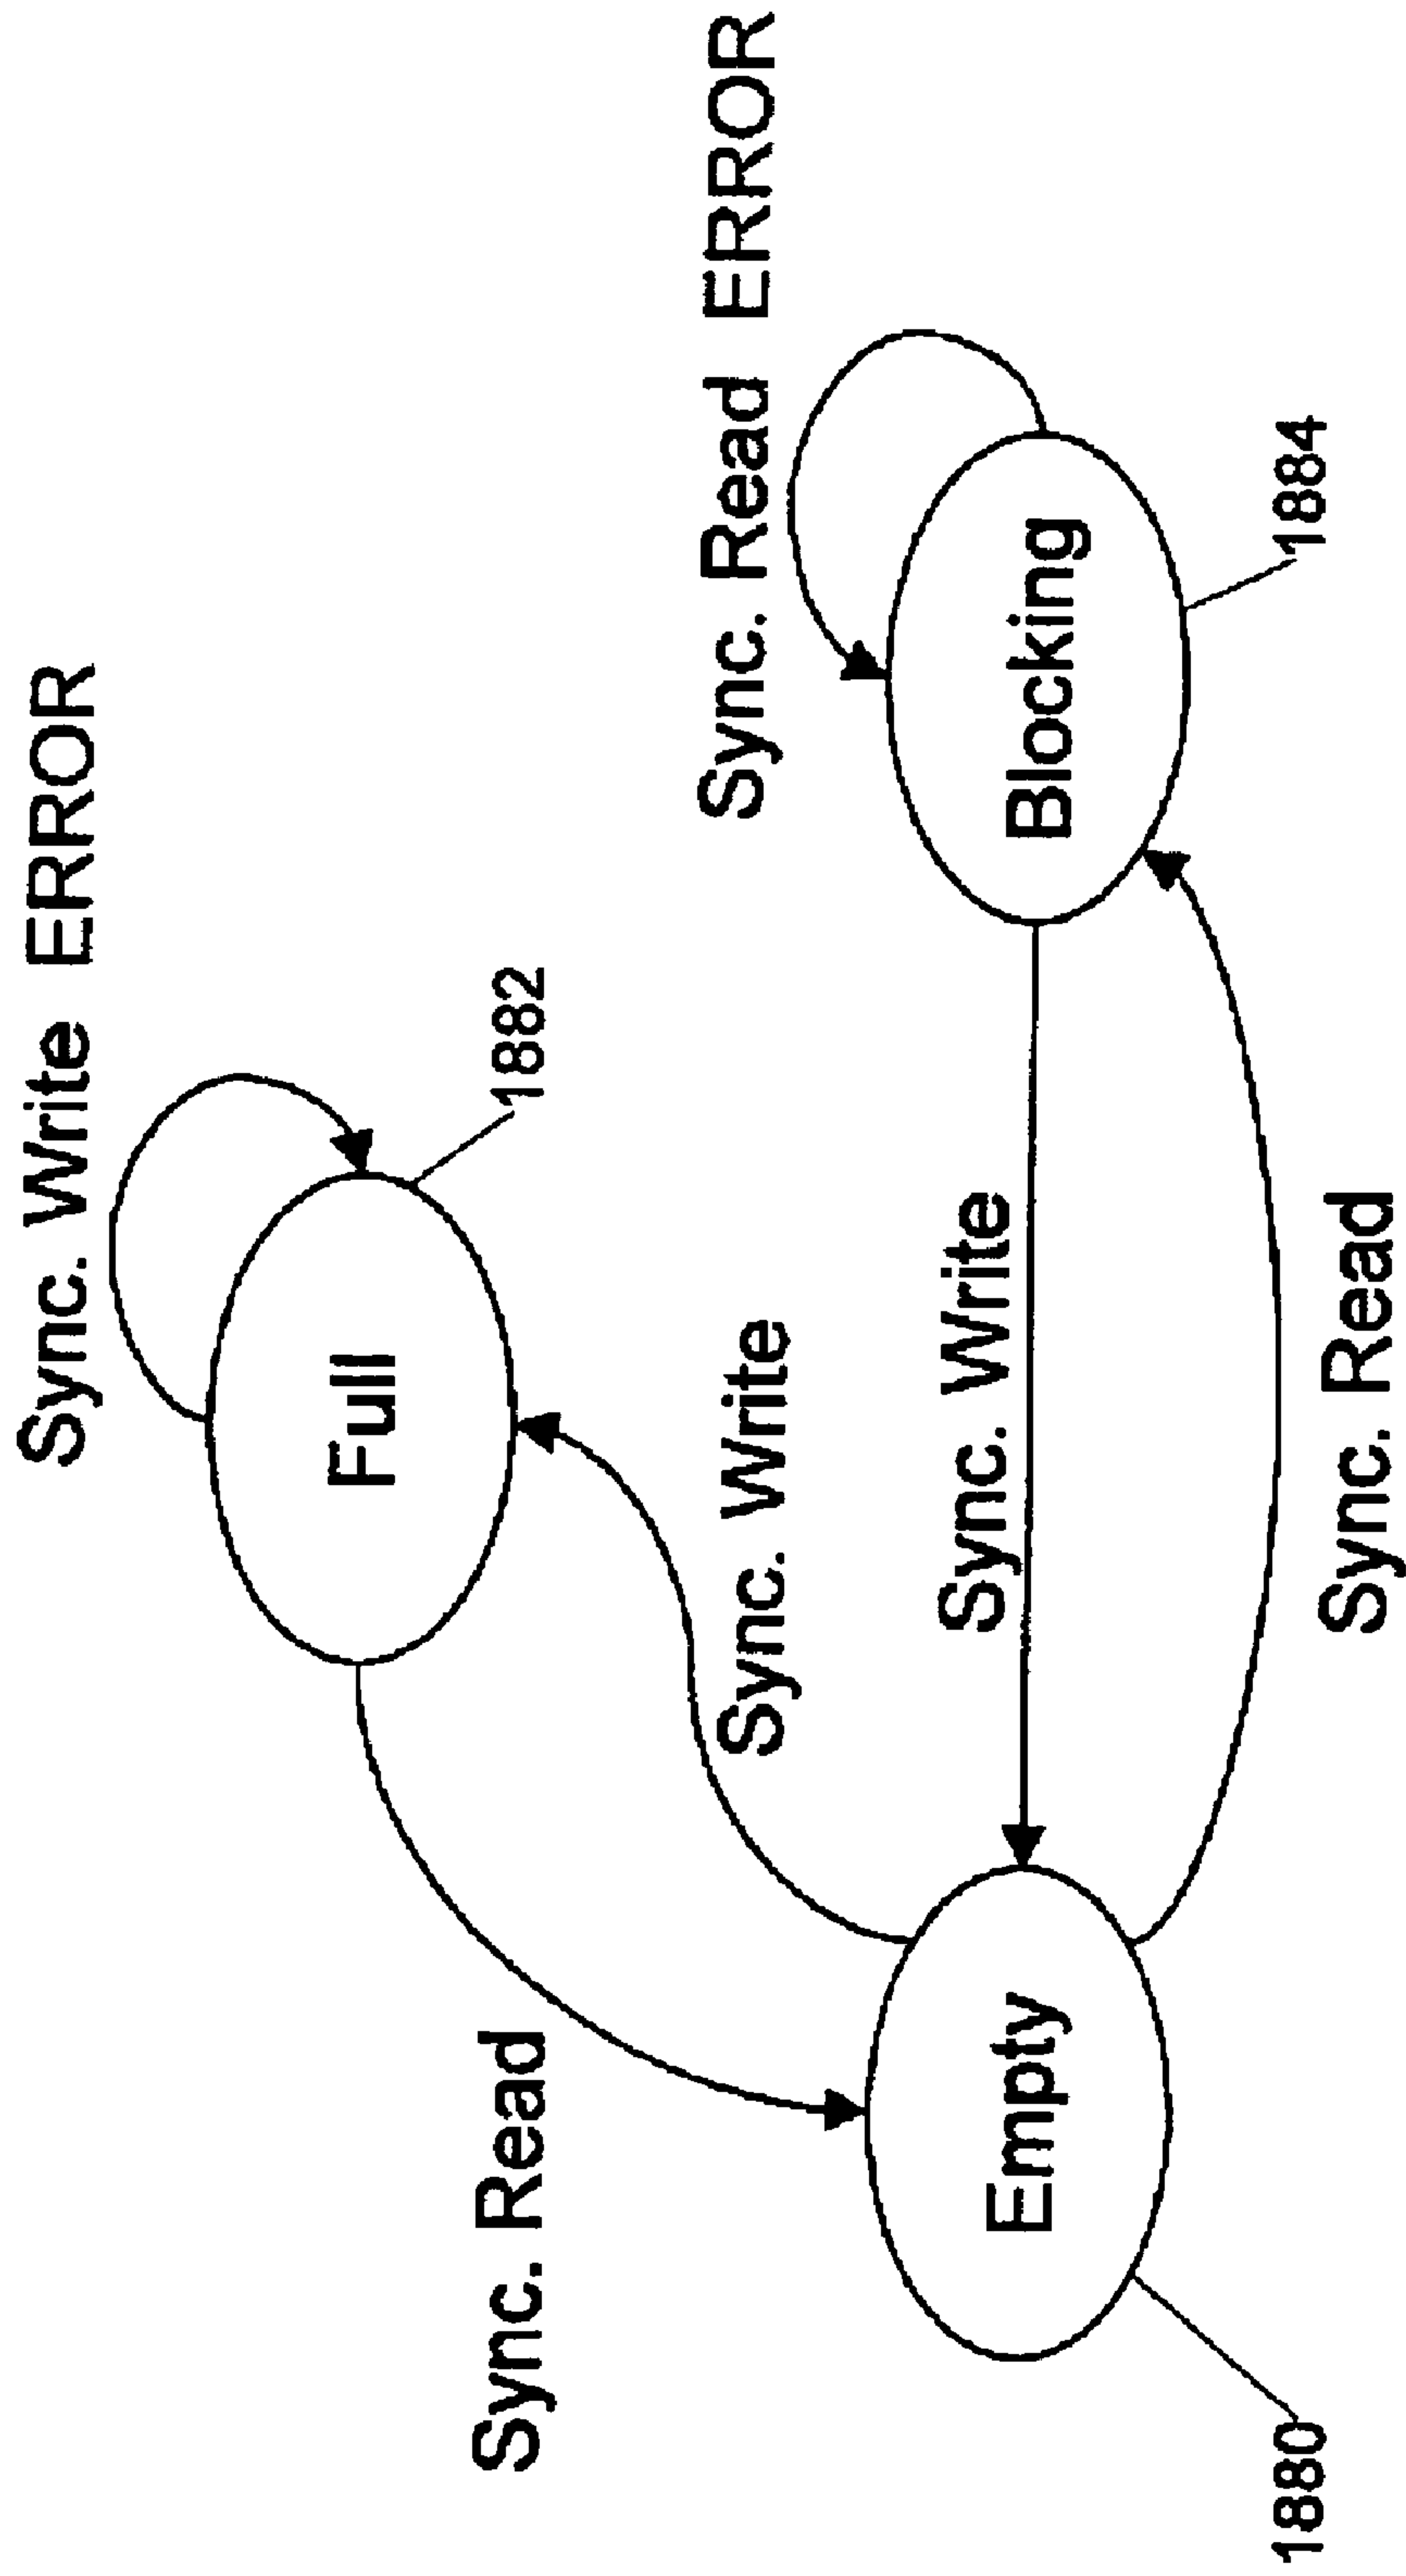 Sync. Write ERROR
Full
1882
Sync. Read
Sync. Write
Sync. Read ERROR
Sync. Write
Empty
Blocking
1880
1884
Sync. Read